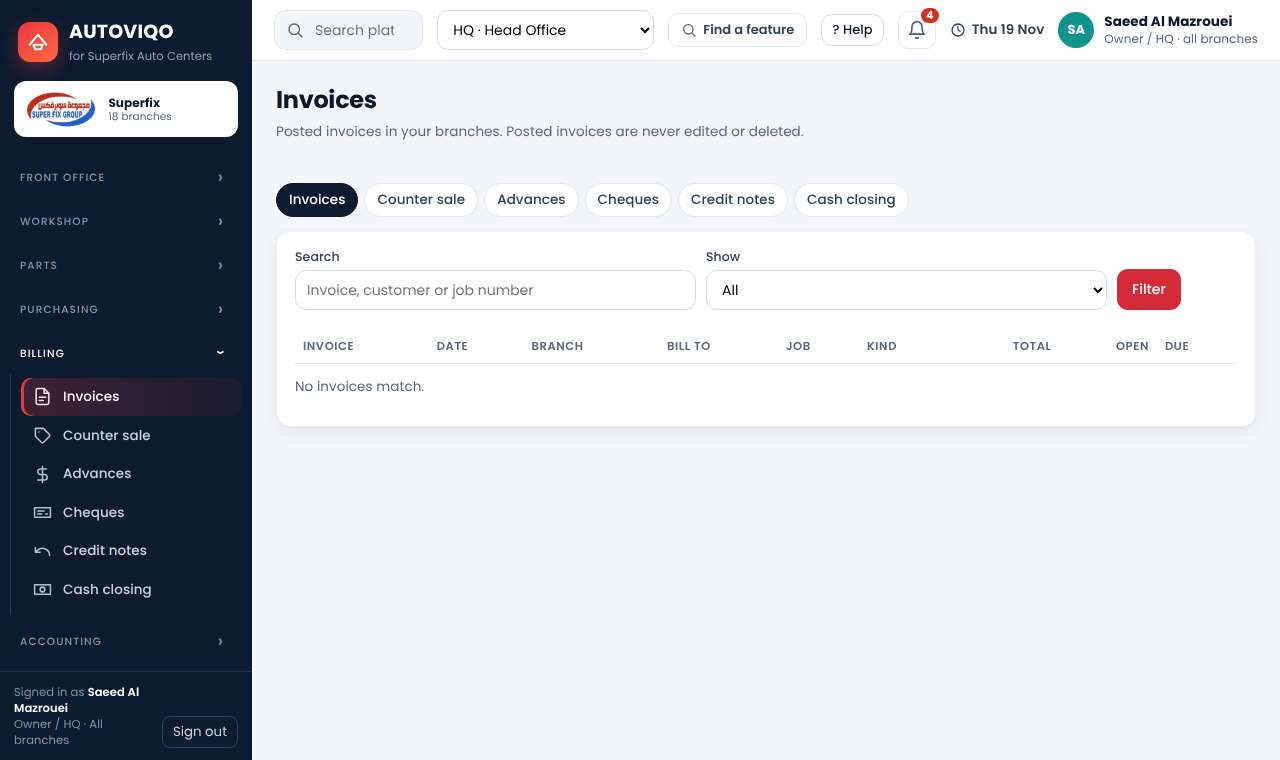 AUTOVIQO
for Superfix Auto Centers
مجموعة سوبر فكس
SUPER FIX GROUP
Superfix
18 branches
FRONT OFFICE
WORKSHOP
PARTS
PURCHASING
BILLING
Invoices
Counter sale
Advances
Cheques
Credit notes
Cash closing
ACCOUNTING
Signed in as Saeed Al
Mazrouei
Owner / HQ · All
branches
Sign out
Search plat
HQ · Head Office
Find a feature
? Help
4
Thu 19 Nov
SA
Saeed Al Mazrouei
Owner / HQ · all branches
Invoices
Posted invoices in your branches. Posted invoices are never edited or deleted.
Invoices Counter sale Advances Cheques Credit notes Cash closing
Search Show
Invoice, customer or job number All Filter
INVOICE DATE BRANCH BILL TO JOB KIND TOTAL OPEN DUE
No invoices match.